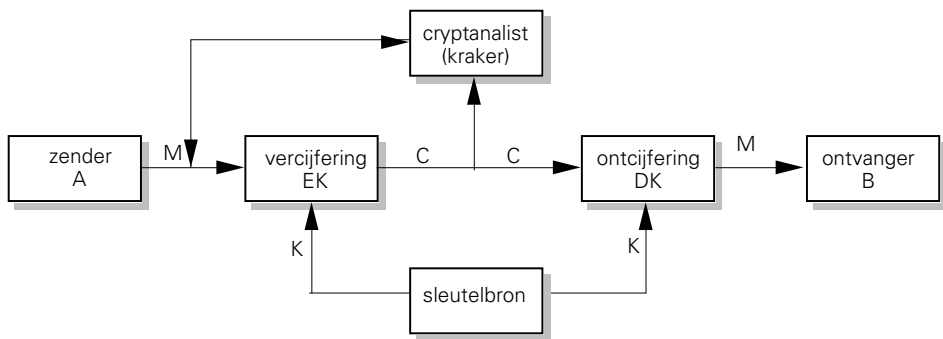 cryptanalist
(kraker)
zender
A
M
vercijfering
EK
C
C
ontcijfering
DK
M
ontvanger
B
K
K
sleutelbron